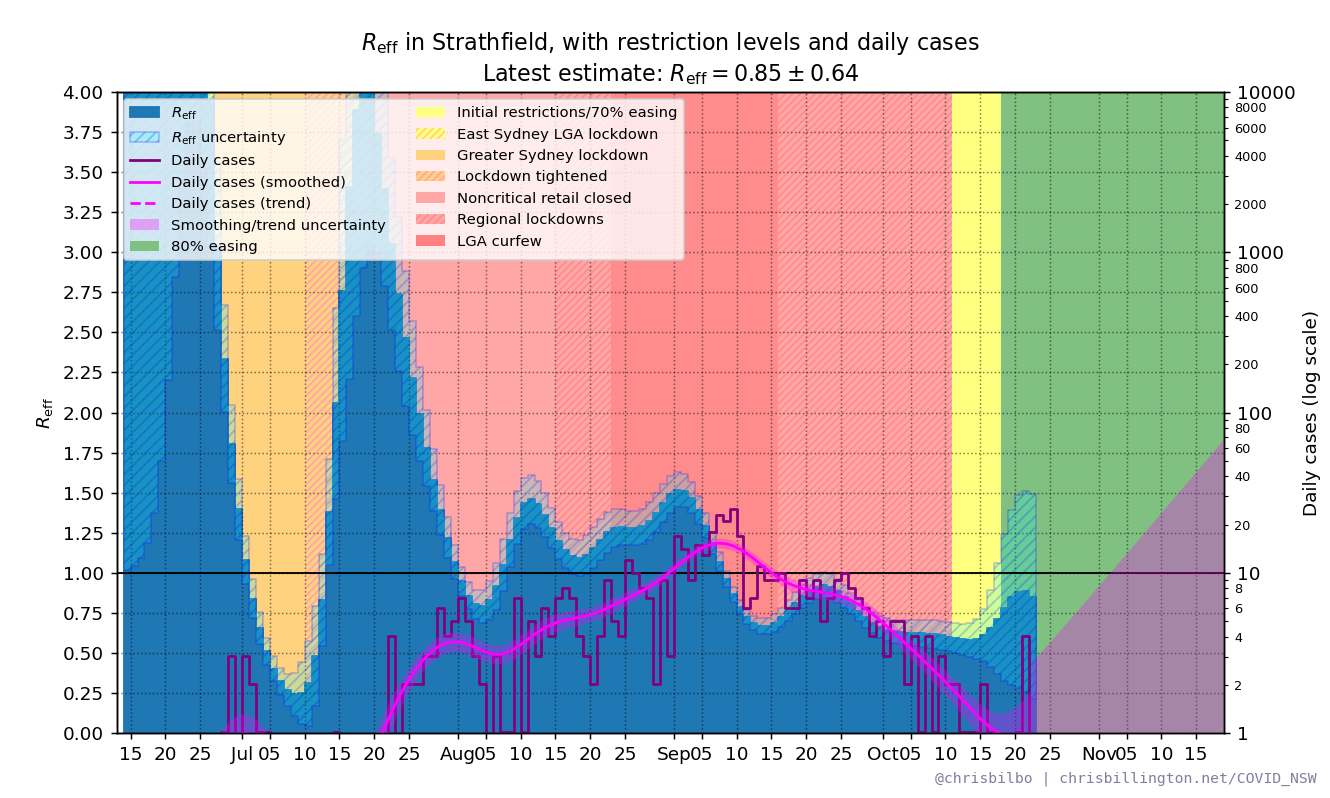 Reff in Strathfield, with restriction levels and daily cases
Latest estimate: Reff = 0.85 ± 0.64
Reff
Reff uncertainty
Daily cases
Daily cases (smoothed)
Daily cases (trend)
Smoothing/trend uncertainty
80% easing
Initial restrictions/70% easing
East Sydney LGA lockdown
Greater Sydney lockdown
Lockdown tightened
Noncritical retail closed
Regional lockdowns
LGA curfew
Reff
4.00
3.75
3.50
3.25
3.00
2.75
2.50
2.25
2.00
1.75
1.50
1.25
1.00
0.75
0.50
0.25
0.00
10000
8000
6000
4000
2000
1000
800
600
400
200
100
80
60
40
20
10
8
6
4
2
1
Daily cases (log scale)
15 20 25 Jul 05 10 15 20 25 Aug 05 10 15 20 25 Sep 05 10 15 20 25 Oct 05 10 15 20 25 Nov 05 10 15
@chrisbilbo | chrisbillington.net/COVID_NSW